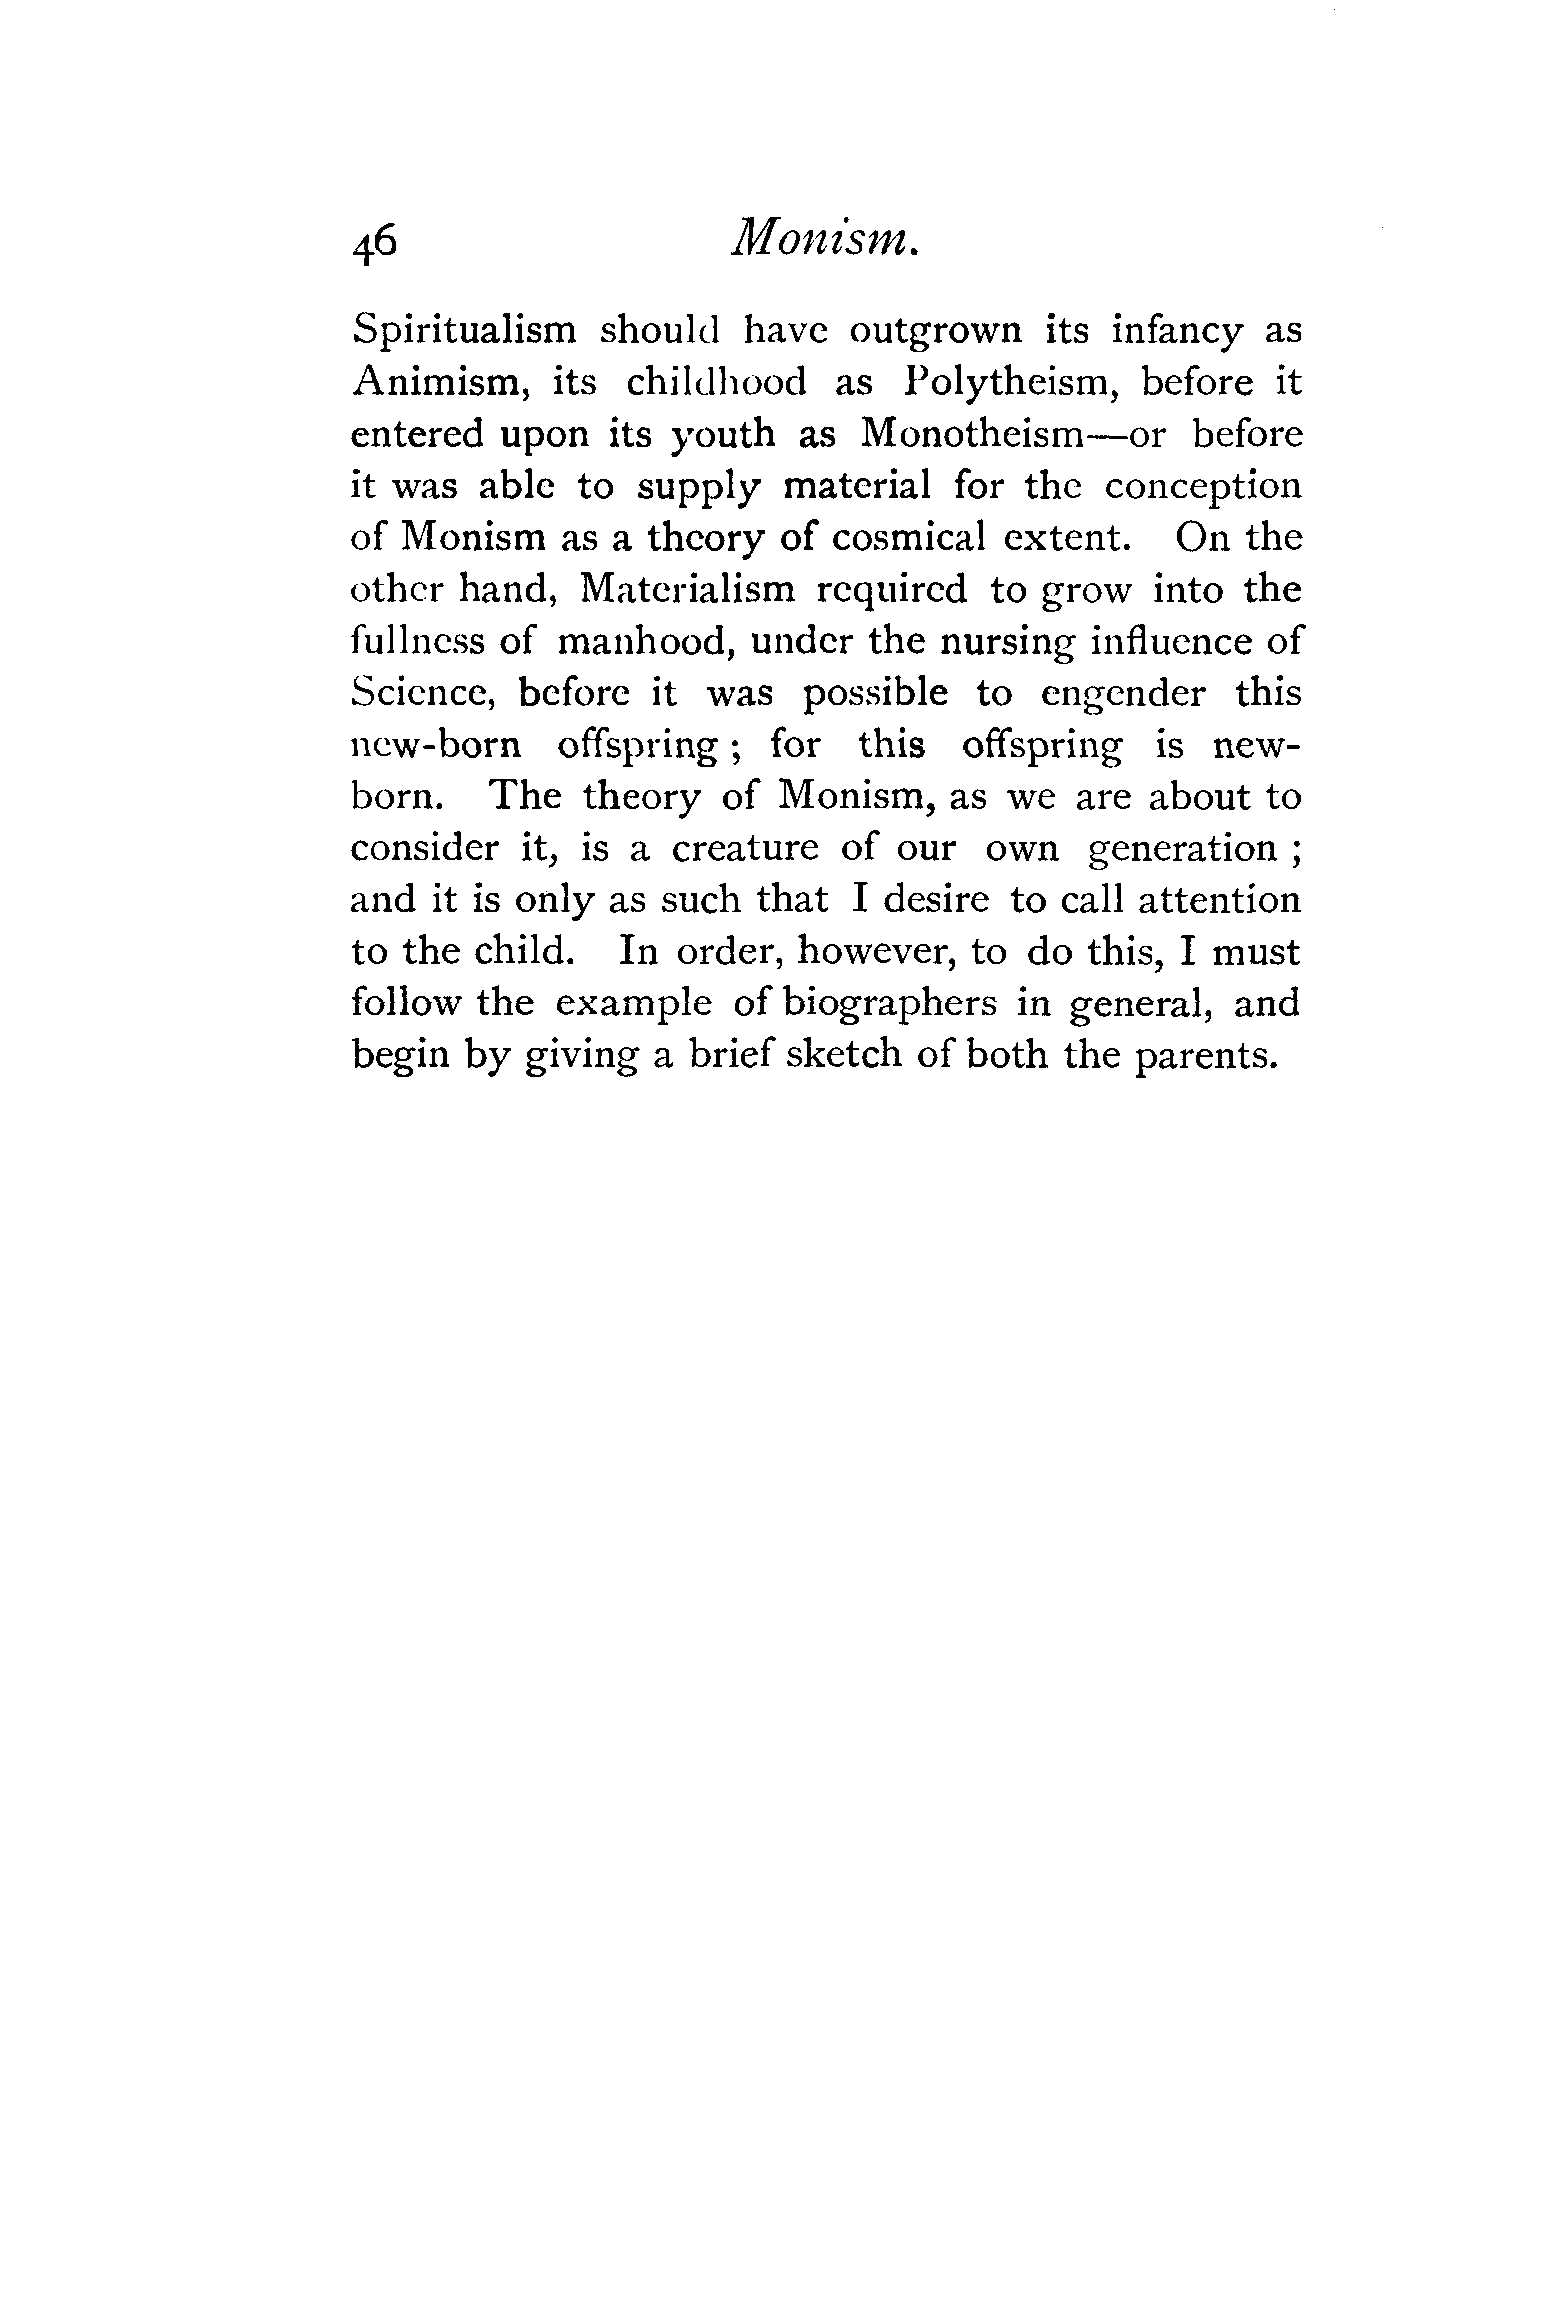 46 Monism.
Spiritualism should have outgrown its infancy as
Animism, its childhood as Polytheism, before it
entered upon its youth as Monotheism—or before
it was able to supply material for the conception
of Monism as a theory of cosmical extent. On the
other hand, Materialism required to grow into the
fullness of manhood, under the nursing influence of
Science, before it was possible to engender this
new-born offspring ; for this offspring is new-
born. The theory of Monism, as we are about to
consider it, is a creature of our own generation ;
and it is only as such that I desire to call attention
to the child. In order, however, to do this, I must
follow the example of biographers in general, and
begin by giving a brief sketch of both the parents.